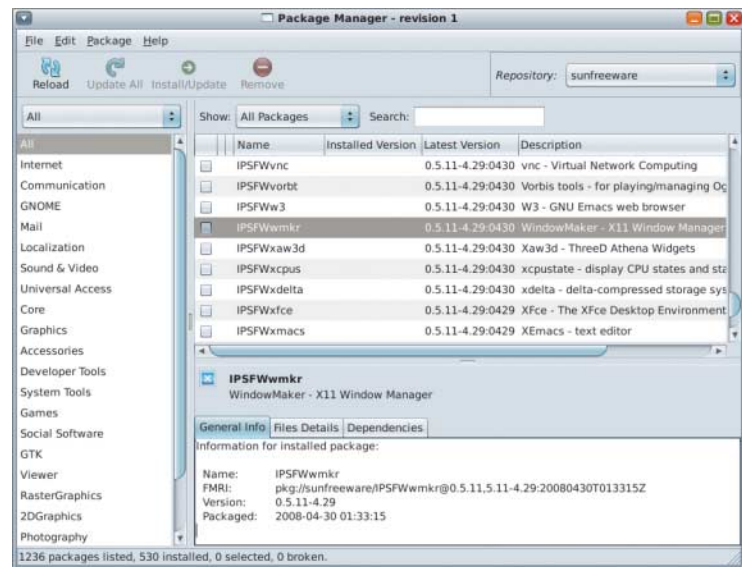 Package Manager - revision 1
File Edit Package Help
Reload Update All Install/Update Remove
Repository: sunfreeware
All
Show: All Packages Search:
Name Installed Version Latest Version Description
All
Internet
Communication
GNOME
Mail
Localization
Sound & Video
Universal Access
Core
Graphics
Accessories
Developer Tools
System Tools
Games
Social Software
GTK
Viewer
RasterGraphics
2DGraphics
Photography
IPSFWvnc 0.5.11-4.29:0430 vnc - Virtual Network Computing
IPSFWvorbt 0.5.11-4.29:0430 Vorbis tools - for playing/managing Og
IPSFWw3 0.5.11-4.29:0430 W3 - GNU Emacs web browser
IPSFWwmkr 0.5.11-4.29:0430 WindowMaker - X11 Window Manager
IPSFWxaw3d 0.5.11-4.29:0430 Xaw3d - ThreeD Athena Widgets
IPSFWxcpus 0.5.11-4.29:0430 xcpustate - display CPU states and sta
IPSFWxdelta 0.5.11-4.29:0430 xdelta - delta-compressed storage sys
IPSFWxfce 0.5.11-4.29:0429 XFce - The XFce Desktop Environment
IPSFWxmacs 0.5.11-4.29:0429 XEmacs - text editor
IPSFWwmkr
WindowMaker - X11 Window Manager
General Info Files Details Dependencies
Information for installed package:
Name: IPSFWwmkr
FMRI: pkg://sunfreeware/IPSFWwmkr@0.5.11,5.11-4.29:20080430T013315Z
Version: 0.5.11-4.29
Packaged: 2008-04-30 01:33:15
1236 packages listed, 530 installed, 0 selected, 0 broken.